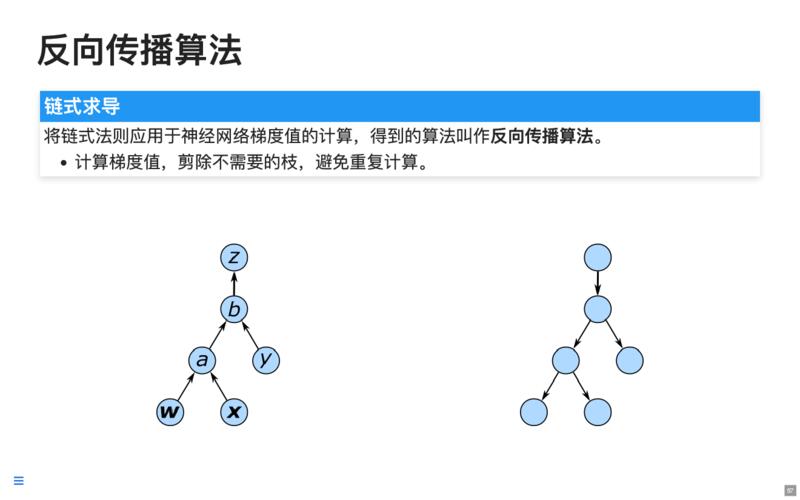 反向传播算法
链式求导
将链式法则应用于神经网络梯度值的计算，得到的算法叫作反向传播算法。
• 计算梯度值，剪除不需要的枝，避免重复计算。
z
b
a
y
w
x
57